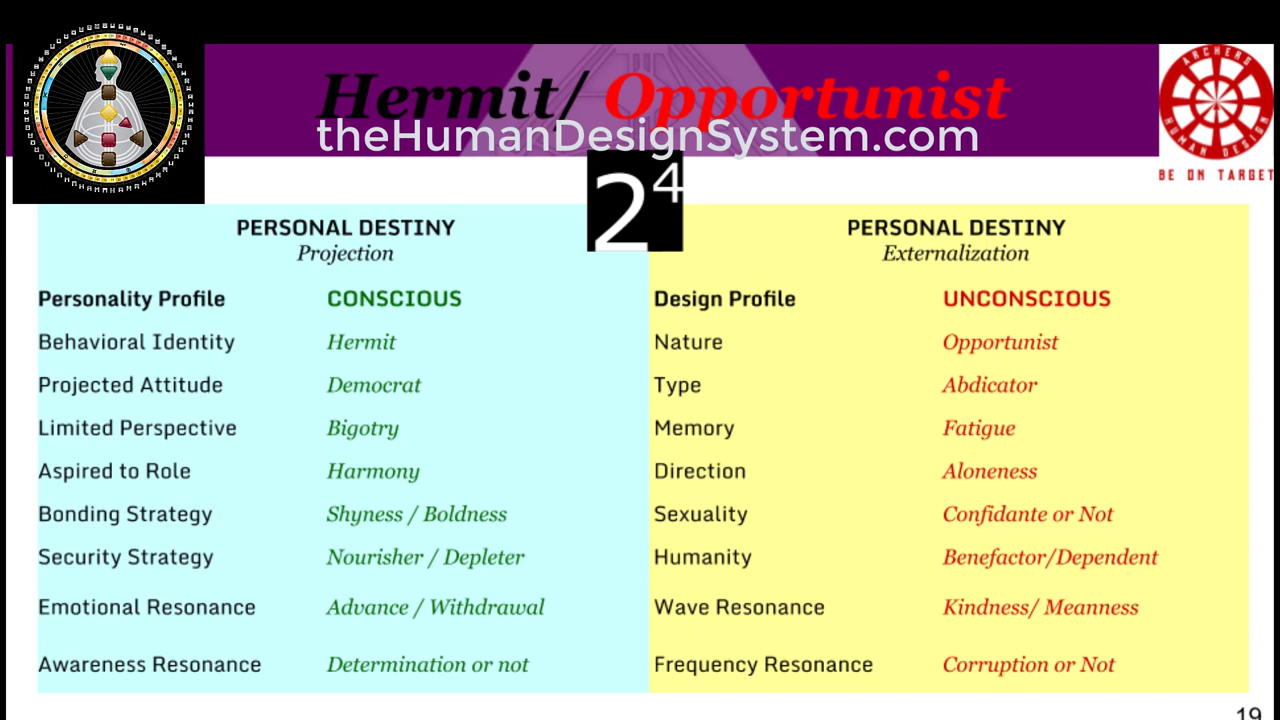 Hermit/ Opportunist
theHumanDesignSystem.com
ARCHERS
HUMAN DESIGN
BE ON TARGET
2 4
PERSONAL DESTINY
Projection
Personality Profile CONSCIOUS
Behavioral Identity Hermit
Projected Attitude Democrat
Limited Perspective Bigotry
Aspired to Role Harmony
Bonding Strategy Shyness / Boldness
Security Strategy Nourisher / Depleter
Emotional Resonance Advance / Withdrawal
Awareness Resonance Determination or not
PERSONAL DESTINY
Externalization
Design Profile UNCONSCIOUS
Nature Opportunist
Type Abdicator
Memory Fatigue
Direction Aloneness
Sexuality Confidante or Not
Humanity Benefactor/Dependent
Wave Resonance Kindness/ Meanness
Frequency Resonance Corruption or Not
19